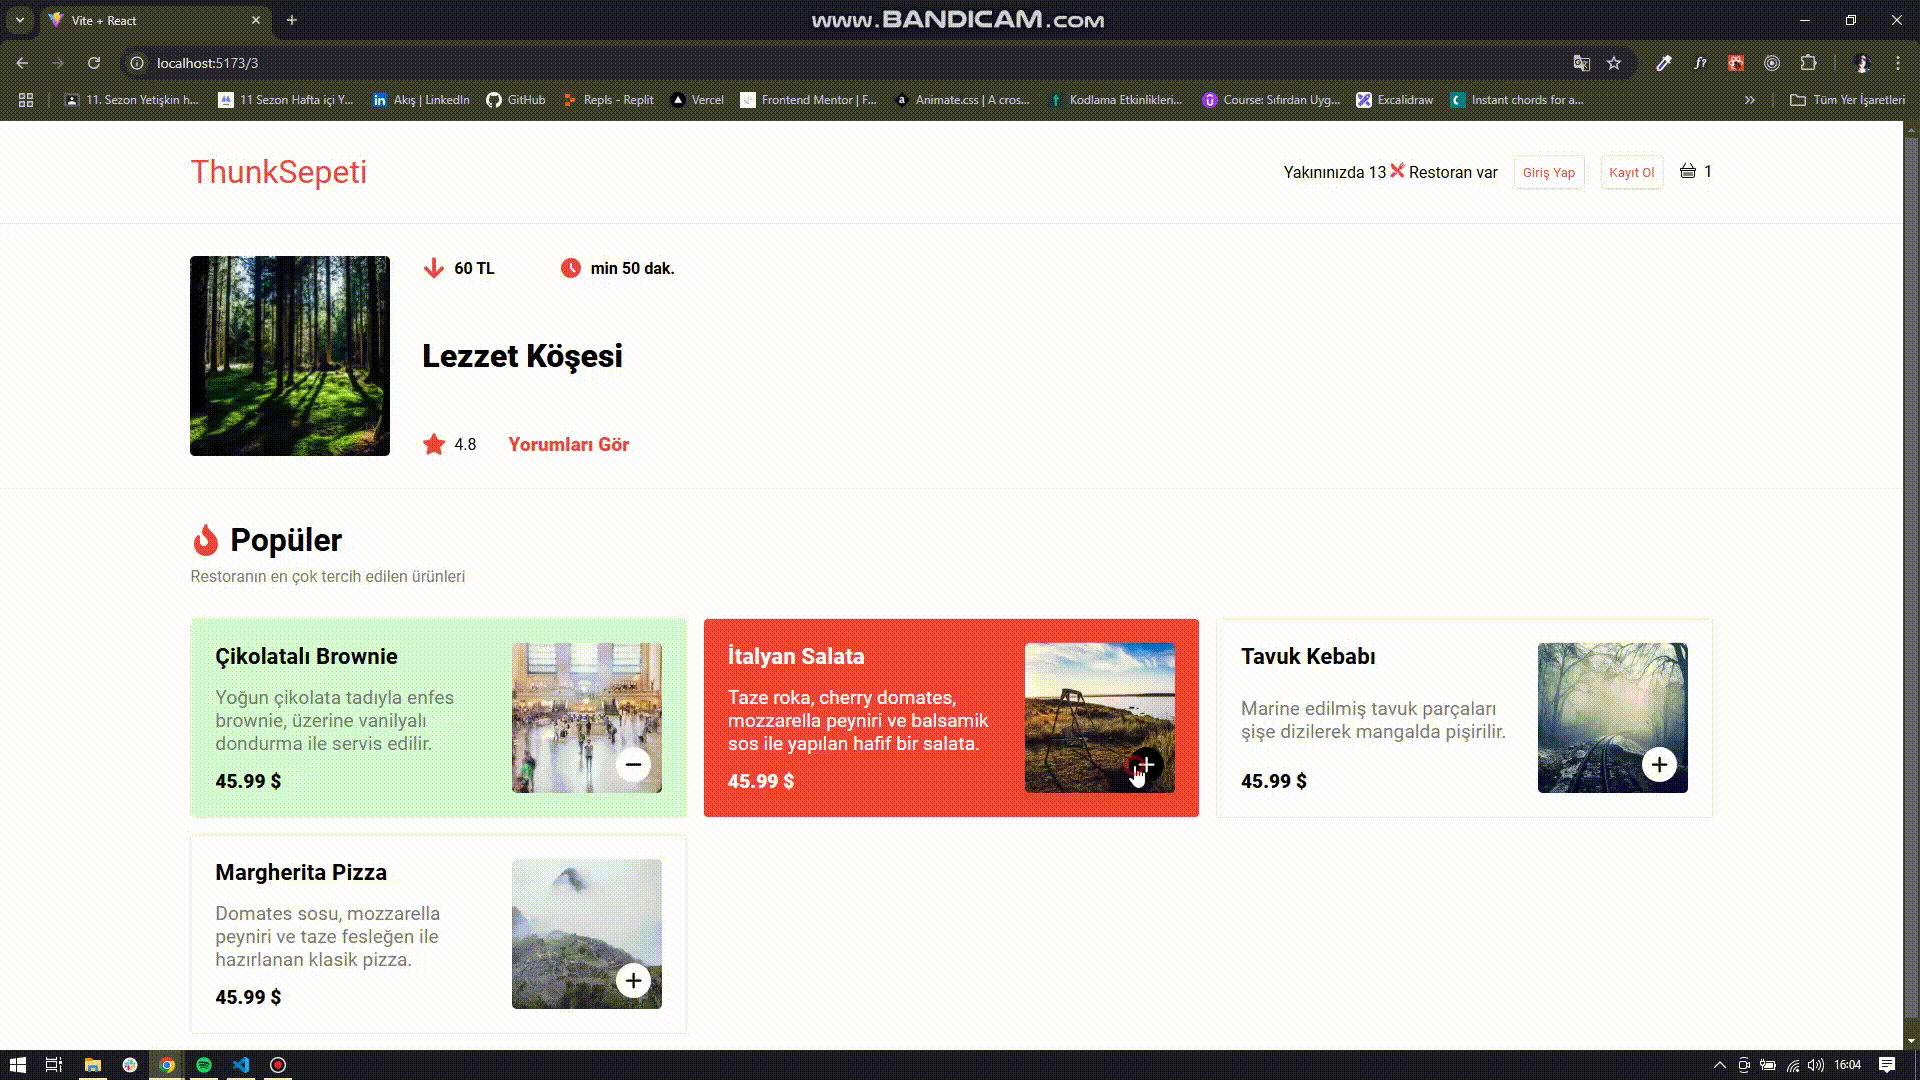 www.BANDICAM.com
Vite + React
localhost:5173/3
11. Sezon Yetişkin h...
11 Sezon Hafta içi Y...
Akış | LinkedIn
GitHub
Repls - Replit
Vercel
Frontend Mentor | F...
Animate.css | A cros...
Kodlama Etkinlikleri...
Course: Sıfırdan Uyg...
Excalidraw
Instant chords for a...
Tüm Yer İşaretleri
ThunkSepeti
Yakınınızda 13 Restoran var
Giriş Yap
Kayıt Ol
1
60 TL
min 50 dak.
Lezzet Köşesi
4.8
Yorumları Gör
Popüler
Restoranın en çok tercih edilen ürünleri
Çikolatalı Brownie
Yoğun çikolata tadıyla enfes
brownie, üzerine vanilyalı
dondurma ile servis edilir.
45.99 $
İtalyan Salata
Taze roka, cherry domates,
mozzarella peyniri ve balsamik
sos ile yapılan hafif bir salata.
45.99 $
Tavuk Kebabı
Marine edilmiş tavuk parçaları
şişe dizilerek mangalda pişirilir.
45.99 $
Margherita Pizza
Domates sosu, mozzarella
peyniri ve taze fesleğen ile
hazırlanan klasik pizza.
45.99 $
16:04